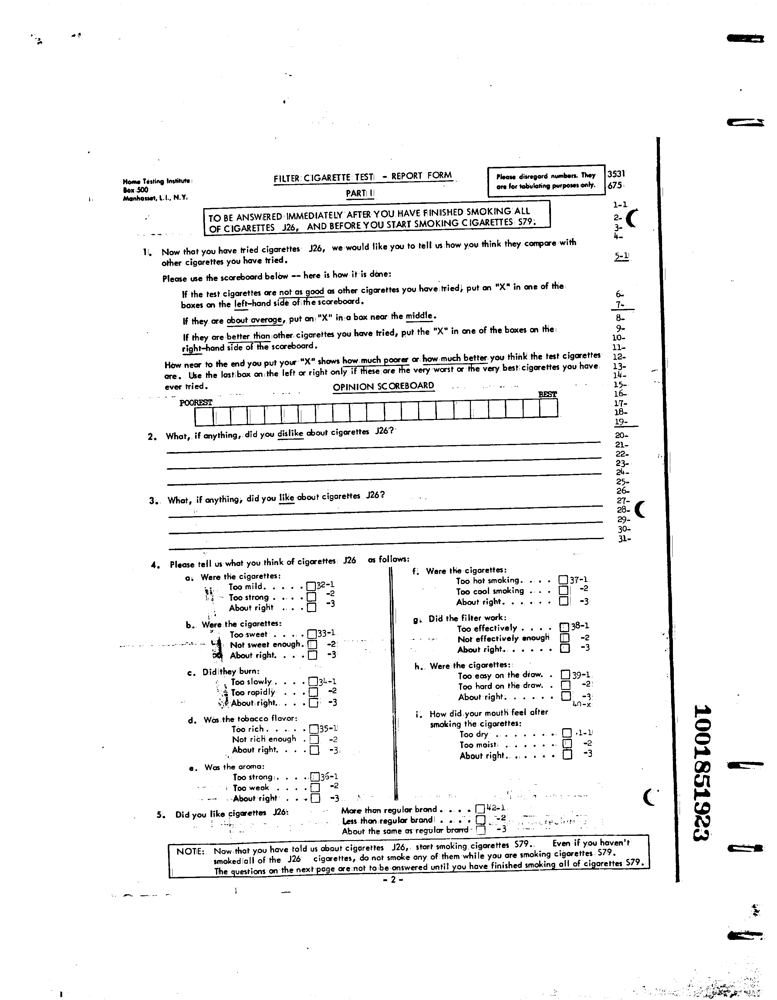 Home Testing Institute
Box 500
Manhasset, L.I., N.Y.
FILTER CIGARETTE TEST - REPORT FORM
PART I
Please disregard numbers. They
are for tabulating purposes only.
3531
675
TO BE ANSWERED IMMEDIATELY AFTER YOU HAVE FINISHED SMOKING ALL
OF CIGARETTES J26, AND BEFORE YOU START SMOKING CIGARETTES S79.
1-1
2-
3-
4-
1. Now that you have tried cigarettes J26, we would like you to tell us how you think they compare with
other cigarettes you have tried.
5-1
Please use the scoreboard below -- here is how it is done:
If the test cigarettes are not as good as other cigarettes you have tried, put an "X" in one of the
boxes on the left-hand side of the scoreboard.
6-
7-
If they are about average, put an "X" in a box near the middle.
8-
If they are better than other cigarettes you have tried, put the "X" in one of the boxes on the
right-hand side of the scoreboard.
9-
10-
11-
How near to the end you put your "X" shows how much poorer or how much better you think the test cigarettes
are. Use the last box on the left or right only if these are the very worst or the very best cigarettes you have
ever tried.
12-
13-
14-
15-
OPINION SCOREBOARD
POOREST
BEST
16-
17-
18-
19-
2. What, if anything, did you dislike about cigarettes J26?
20-
21-
22-
23-
24-
25-
3. What, if anything, did you like about cigarettes J26?
26-
27-
28-
29-
30-
31-
4. Please tell us what you think of cigarettes J26 as follows:
a. Were the cigarettes:
Too mild. . . . . 32-1
Too strong . . . . -2
About right . . . -3
b. Were the cigarettes:
Too sweet . . . . 33-1
Not sweet enough. -2
About right. . . . -3
c. Did they burn:
Too slowly. . . . 34-1
Too rapidly . . . -2
About right. . . . -3
d. Was the tobacco flavor:
Too rich. . . . . 35-1
Not rich enough . -2
About right. . . . -3
e. Was the aroma:
Too strong. . . . 36-1
Too weak . . . . -2
About right . . . -3
f. Were the cigarettes:
Too hot smoking. . . . 37-1
Too cool smoking . . . -2
About right. . . . . . -3
g. Did the filter work:
Too effectively . . . . 38-1
Not effectively enough -2
About right. . . . . . -3
h. Were the cigarettes:
Too easy on the draw. . 39-1
Too hard on the draw. . -2
About right. . . . . . -3
40-x
i. How did your mouth feel after
smoking the cigarettes:
Too dry . . . . . . . .1-1
Too moist . . . . . . -2
About right. . . . . . -3
5. Did you like cigarettes J26:
More than regular brand . . . . 42-1
Less than regular brand . . . . -2
About the same as regular brand -3
NOTE: Now that you have told us about cigarettes J26, start smoking cigarettes S79. Even if you haven't
smoked all of the J26 cigarettes, do not smoke any of them while you are smoking cigarettes S79.
The questions on the next page are not to be answered until you have finished smoking all of cigarettes S79.
- 2 -
1001851923